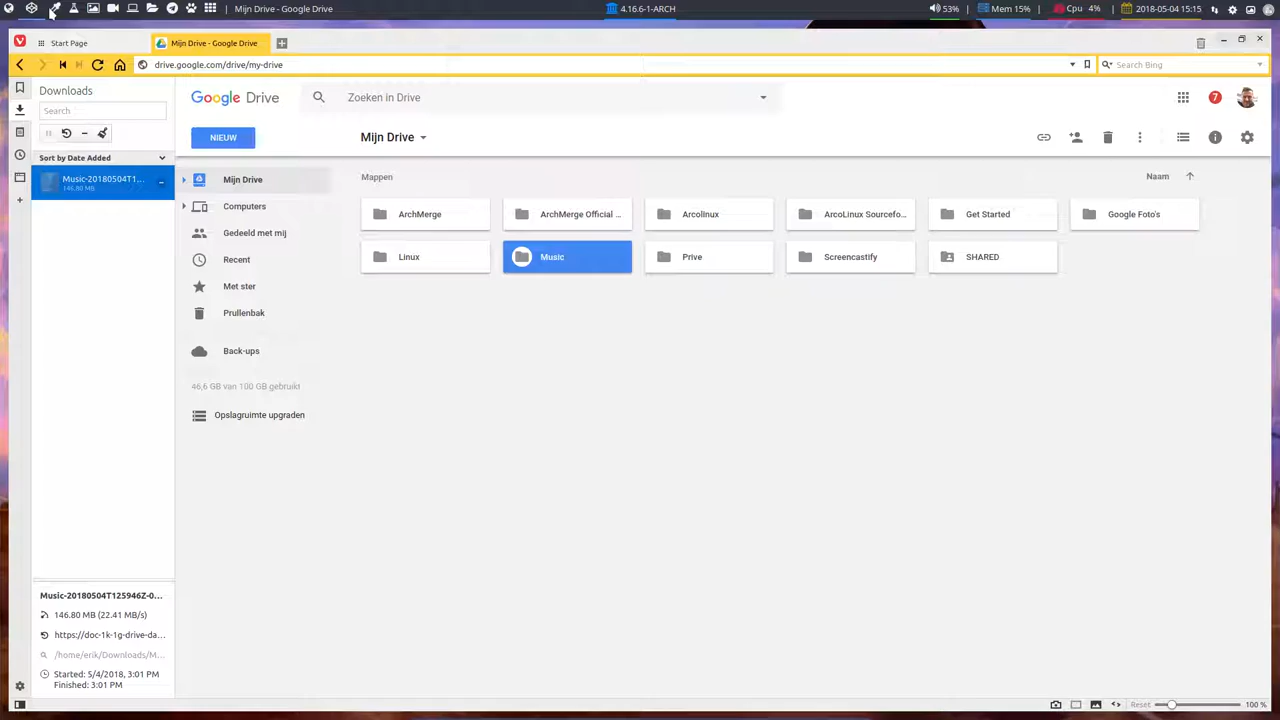 Mijn Drive - Google Drive
4.16.6-1-ARCH
53%
Mem 15%
Cpu 4%
2018-05-04 15:15
Start Page
Mijn Drive - Google Drive
drive.google.com/drive/my-drive
Search Bing
Downloads
Search
Sort by Date Added
Music-20180504T1...
146.80 MB
Google Drive
Zoeken in Drive
7
NIEUW
Mijn Drive
Mijn Drive
Computers
Gedeeld met mij
Recent
Met ster
Prullenbak
Back-ups
46,6 GB van 100 GB gebruikt
Opslagruimte upgraden
Mappen
Naam
ArchMerge
ArchMerge Official ...
Arcolinux
ArcoLinux Sourcefo...
Get Started
Google Foto's
Linux
Music
Prive
Screencastify
SHARED
Music-20180504T125946Z-0...
146.80 MB (22.41 MB/s)
https://doc-1k-1g-drive-da...
/home/erik/Downloads/M...
Started: 5/4/2018, 3:01 PM
Finished: 3:01 PM
Reset
100 %